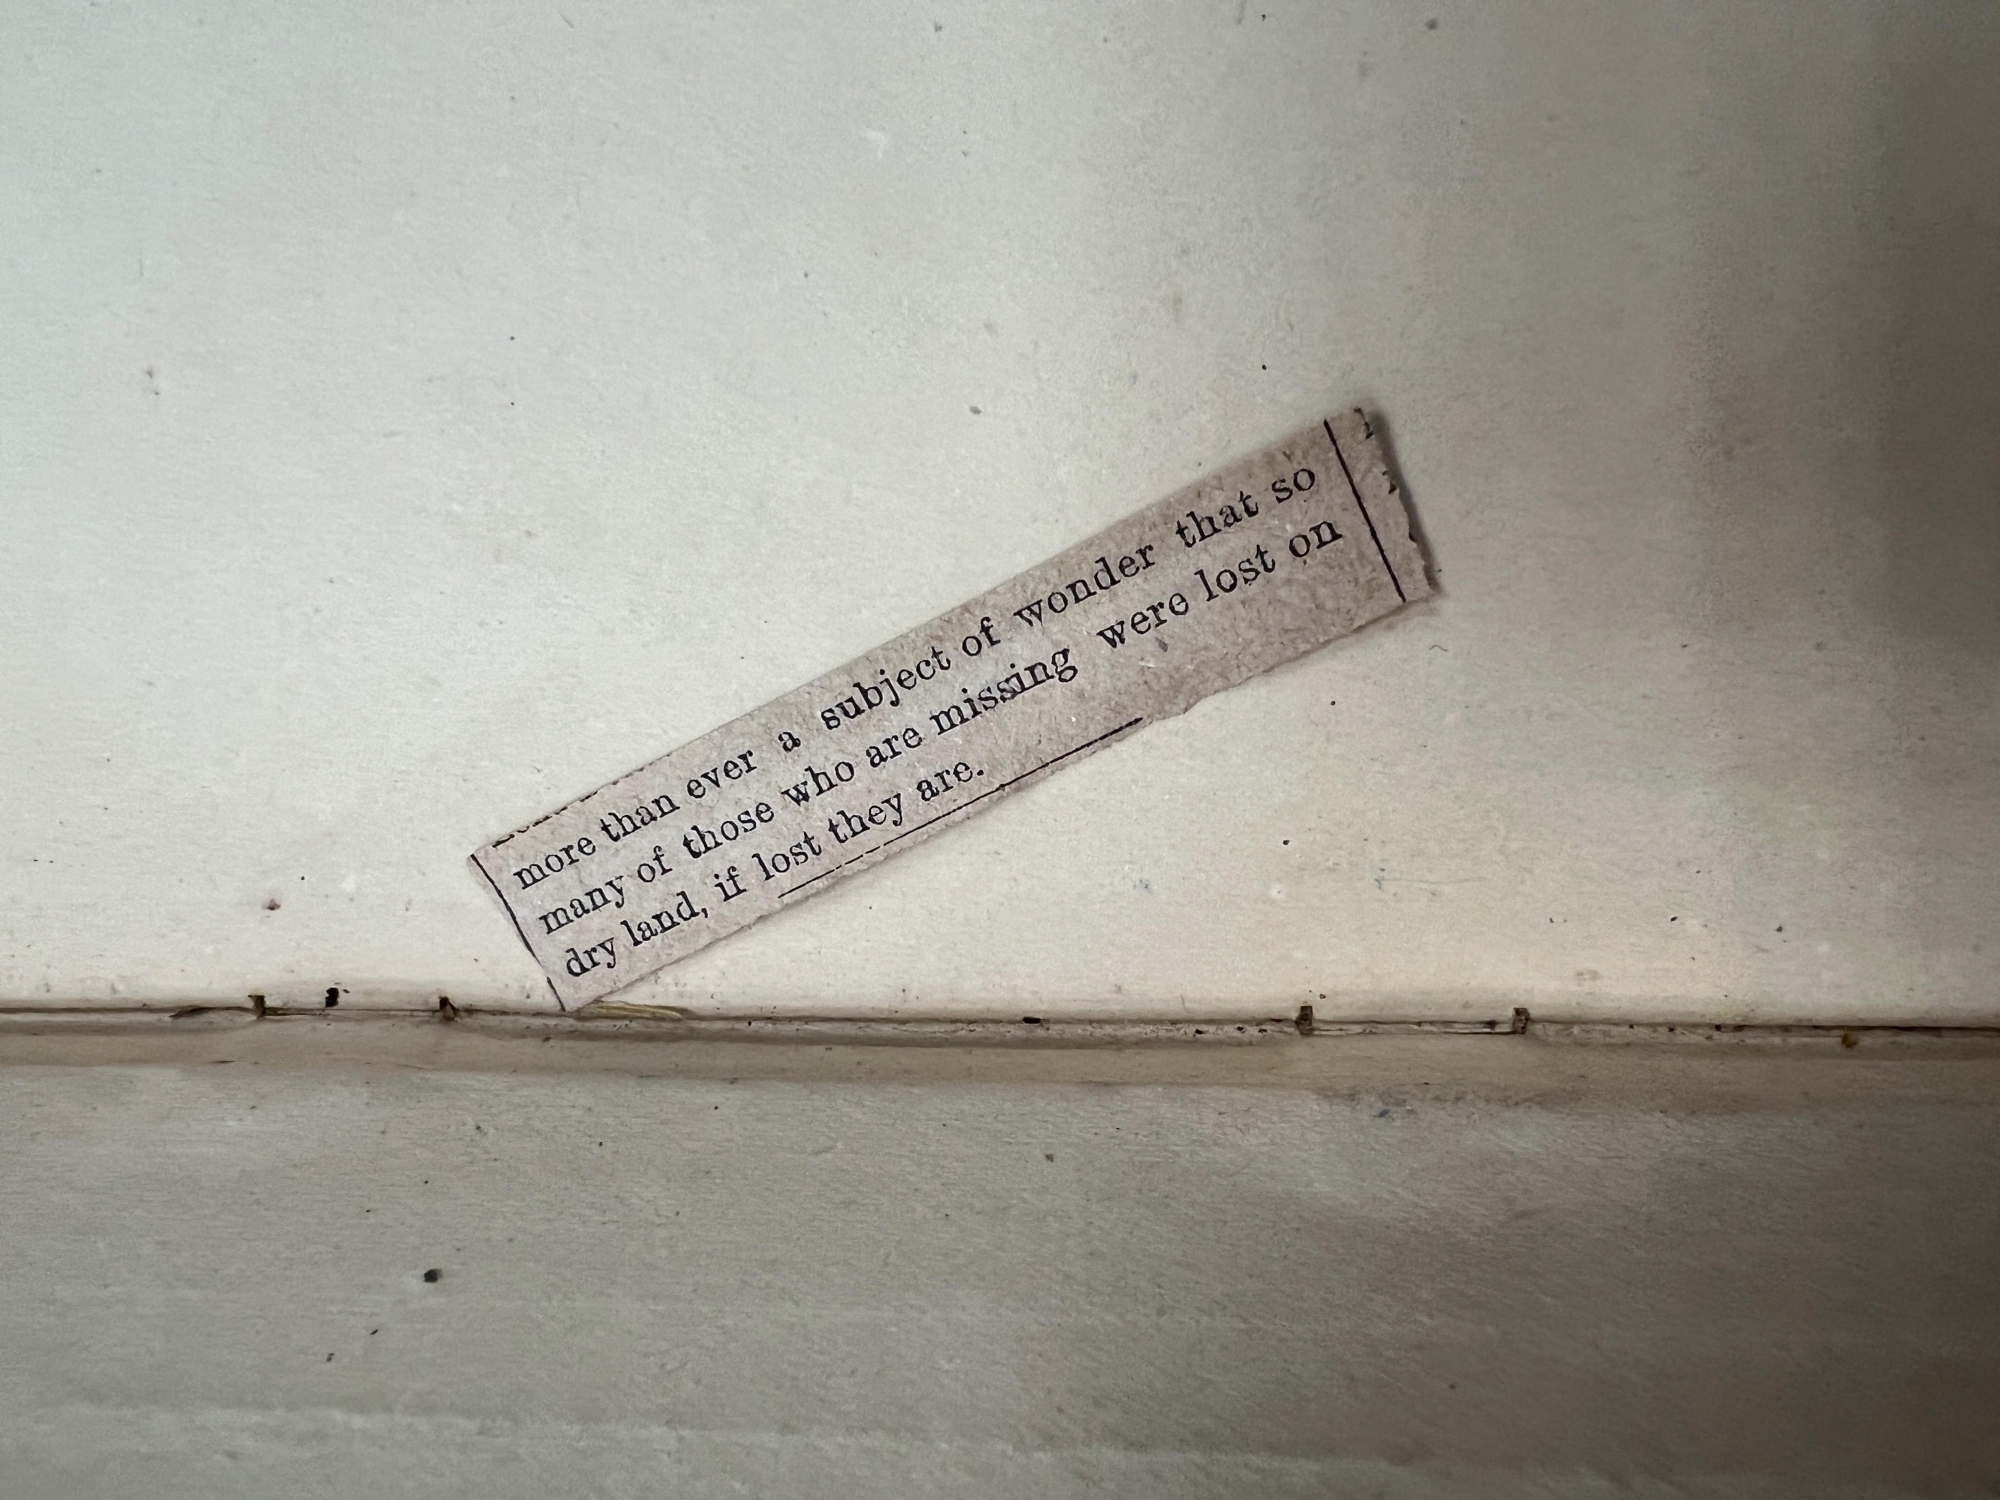 more than ever a subject of wonder that so
many of those who are missing were lost on
dry land, if lost they are.